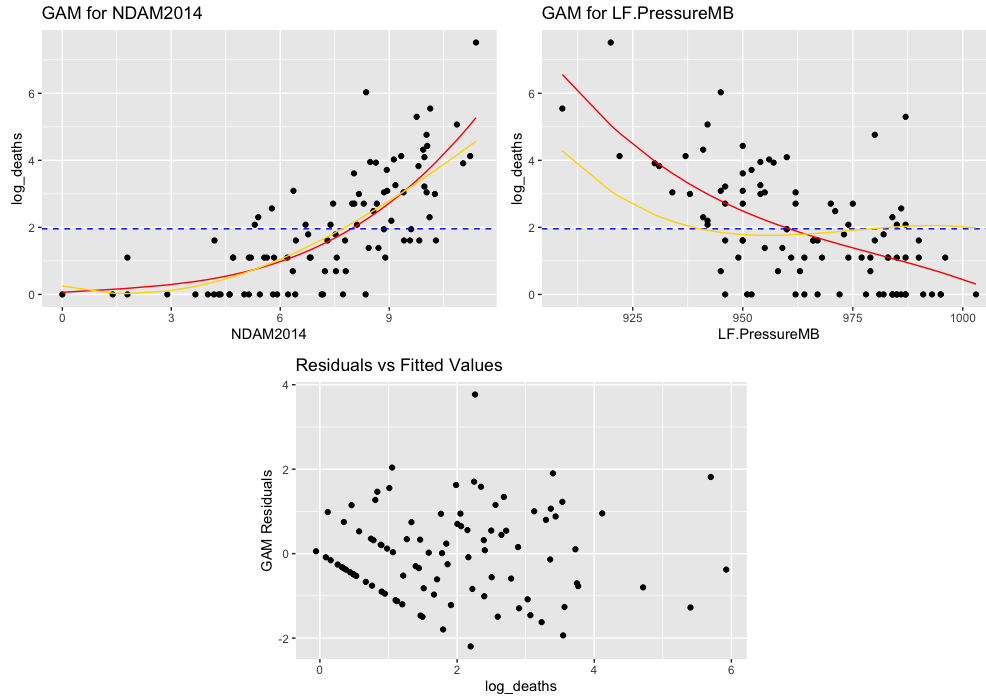 GAM for NDAM2014
log_deaths
6
4
2
0
0 3 6 9
NDAM2014
GAM for LF.PressureMB
log_deaths
6
4
2
0
925 950 975 1000
LF.PressureMB
Residuals vs Fitted Values
GAM Residuals
4
2
0
-2
0 2 4 6
log_deaths